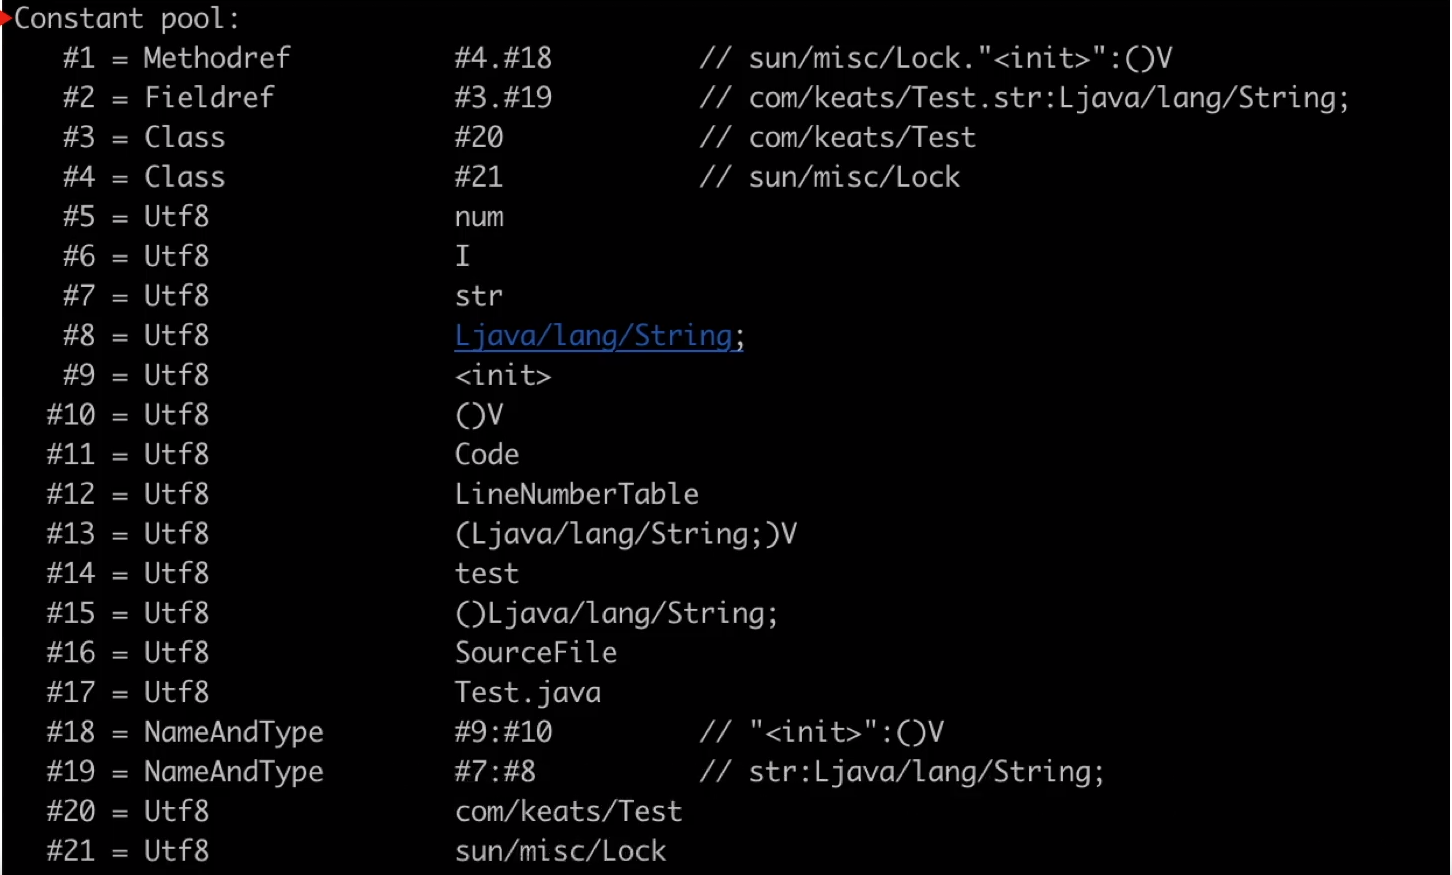 Constant pool:
#1 = Methodref #4.#18 // sun/misc/Lock."<init>":()V
#2 = Fieldref #3.#19 // com/keats/Test.str:Ljava/lang/String;
#3 = Class #20 // com/keats/Test
#4 = Class #21 // sun/misc/Lock
#5 = Utf8 num
#6 = Utf8 I
#7 = Utf8 str
#8 = Utf8 Ljava/lang/String;
#9 = Utf8 <init>
#10 = Utf8 ()V
#11 = Utf8 Code
#12 = Utf8 LineNumberTable
#13 = Utf8 (Ljava/lang/String;)V
#14 = Utf8 test
#15 = Utf8 ()Ljava/lang/String;
#16 = Utf8 SourceFile
#17 = Utf8 Test.java
#18 = NameAndType #9:#10 // "<init>":()V
#19 = NameAndType #7:#8 // str:Ljava/lang/String;
#20 = Utf8 com/keats/Test
#21 = Utf8 sun/misc/Lock